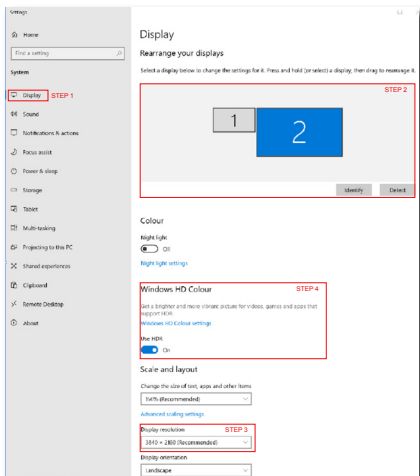 Settings
Home
Find a setting
System
Display STEP 1
Sound
Notifications & actions
Focus assist
Power & sleep
Storage
Tablet
Multi-tasking
Projecting to this PC
Shared experiences
Clipboard
Remote Desktop
About
Display
Rearrange your displays
Select a display below to change the settings for it. Press and hold (or select) a display, then drag to rearrange it.
STEP 2
1
2
Identify Detect
Colour
Night light
Off
Night light settings
Windows HD Colour STEP 4
Get a brighter and more vibrant picture for videos, games and apps that
support HDR.
Windows HD Colour settings
Use HDR
On
Scale and layout
Change the size of text, apps and other items
(Recommended)
Advanced scaling settings
Display resolution STEP 3
3840 × 2160 (Recommended)
Display orientation
Landscape